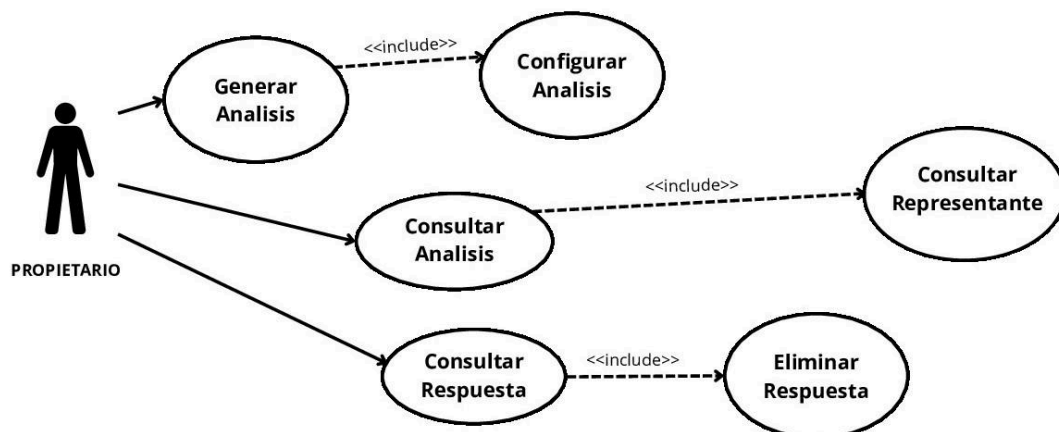 <<include>>
Generar
Analisis
Configurar
Analisis
PROPIETARIO
<<include>>
Consultar
Analisis
Consultar
Representante
<<include>>
Consultar
Respuesta
Eliminar
Respuesta